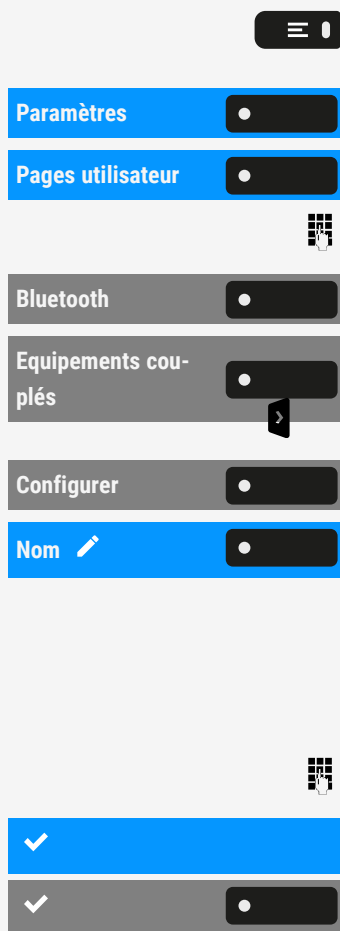 Paramètres
Pages utilisateur
Bluetooth
Equipements cou-
plés
Configurer
Nom